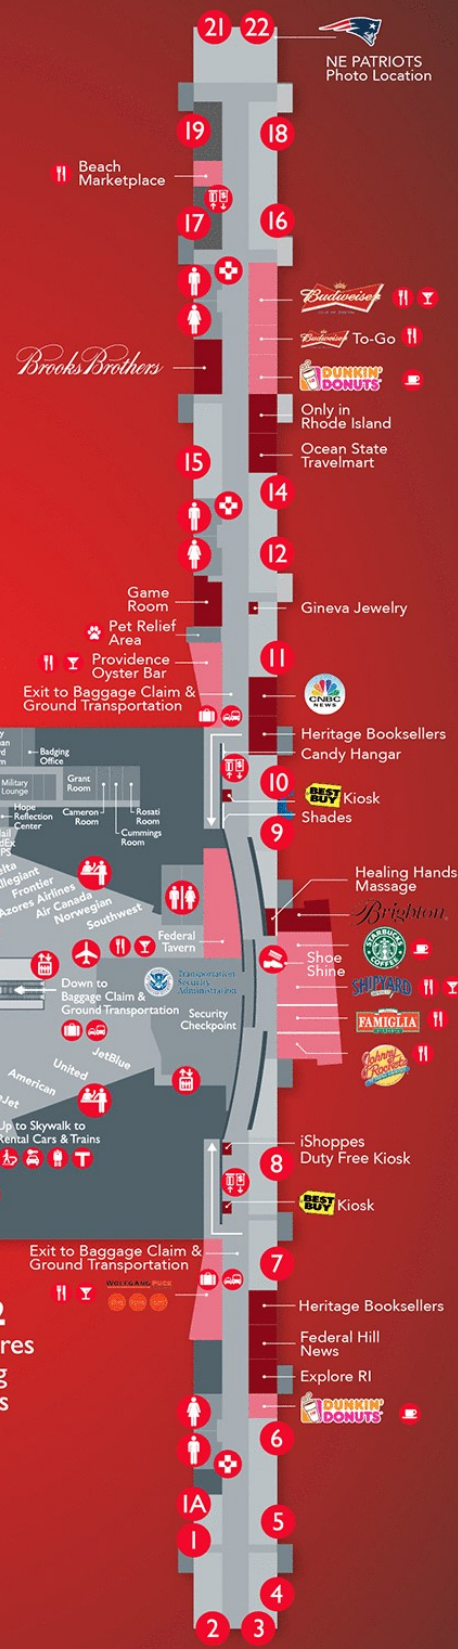 21 22
NE PATRIOTS
Photo Location
19
18
Beach
Marketplace
17
16
Budweiser
Budweiser To-Go
DUNKIN'
DONUTS
Brooks Brothers
Only in
Rhode Island
Ocean State
Travelmart
15
14
12
Game
Room
Gineva Jewelry
Pet Relief
Area
Providence
Oyster Bar
11
Exit to Baggage Claim &
Ground Transportation
CNBC
NEWS
Heritage Booksellers
Candy Hangar
Badging
Office
Military
Lounge
Grant
Room
Hope
Reflection
Center
Cameron
Room
Rosati
Room
Cummings
Room
10
BEST
BUY Kiosk
Shades
9
Frontier
Azores Airlines
Air Canada
Norwegian
Southwest
Healing Hands
Massage
Brighton
STARBUCKS
COFFEE
Federal
Tavern
Shoe
Shine
SHIPYARD
Transportation
Security
Administration
Down to
Baggage Claim &
Ground Transportation
Security
Checkpoint
FAMIGLIA
Johnny
Rockets
JetBlue
United
American
Up to Skywalk to
Rental Cars & Trains
iShoppes
Duty Free Kiosk
8
BEST
BUY Kiosk
7
Exit to Baggage Claim &
Ground Transportation
WOLFGANG PUCK
Heritage Booksellers
Federal Hill
News
Explore RI
DUNKIN'
DONUTS
6
1A
1
5
4
2 3